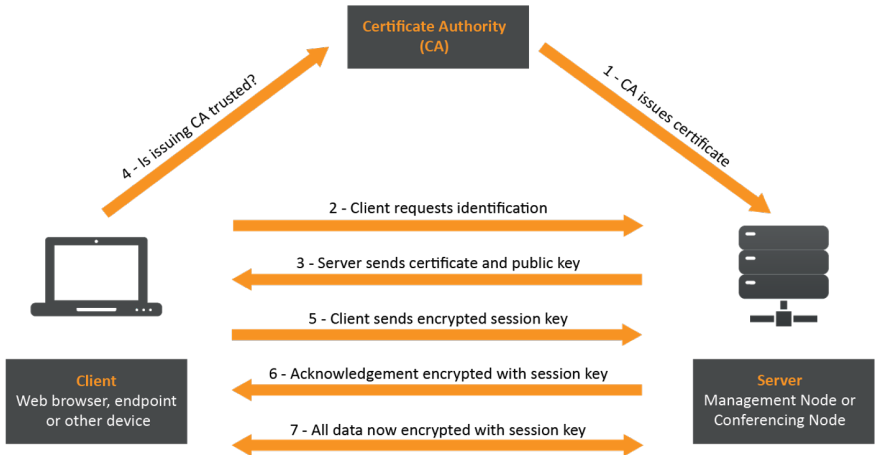 Certificate Authority
(CA)
4 - Is issuing CA trusted?
1 - CA issues certificate
2 - Client requests identification
3 - Server sends certificate and public key
5 - Client sends encrypted session key
6 - Acknowledgement encrypted with session key
7 - All data now encrypted with session key
Client
Web browser, endpoint
or other device
Server
Management Node or
Conferencing Node